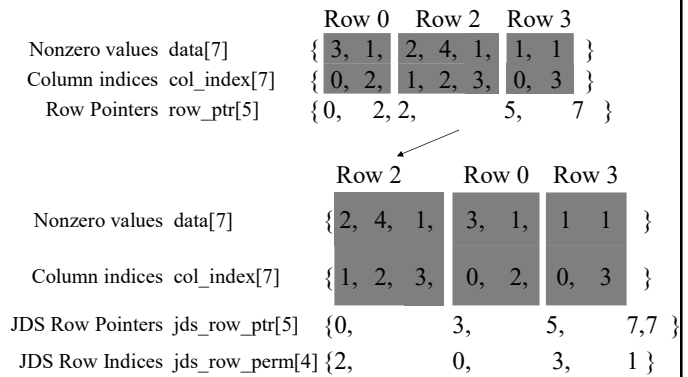 Row 0 Row 2 Row 3
Nonzero values data[7] { 3, 1, 2, 4, 1, 1, 1 }
Column indices col_index[7] { 0, 2, 1, 2, 3, 0, 3 }
Row Pointers row_ptr[5] {0, 2, 2, 5, 7 }
Row 2 Row 0 Row 3
Nonzero values data[7] {2, 4, 1, 3, 1, 1 1 }
Column indices col_index[7] {1, 2, 3, 0, 2, 0, 3 }
JDS Row Pointers jds_row_ptr[5] {0, 3, 5, 7,7 }
JDS Row Indices jds_row_perm[4] {2, 0, 3, 1 }